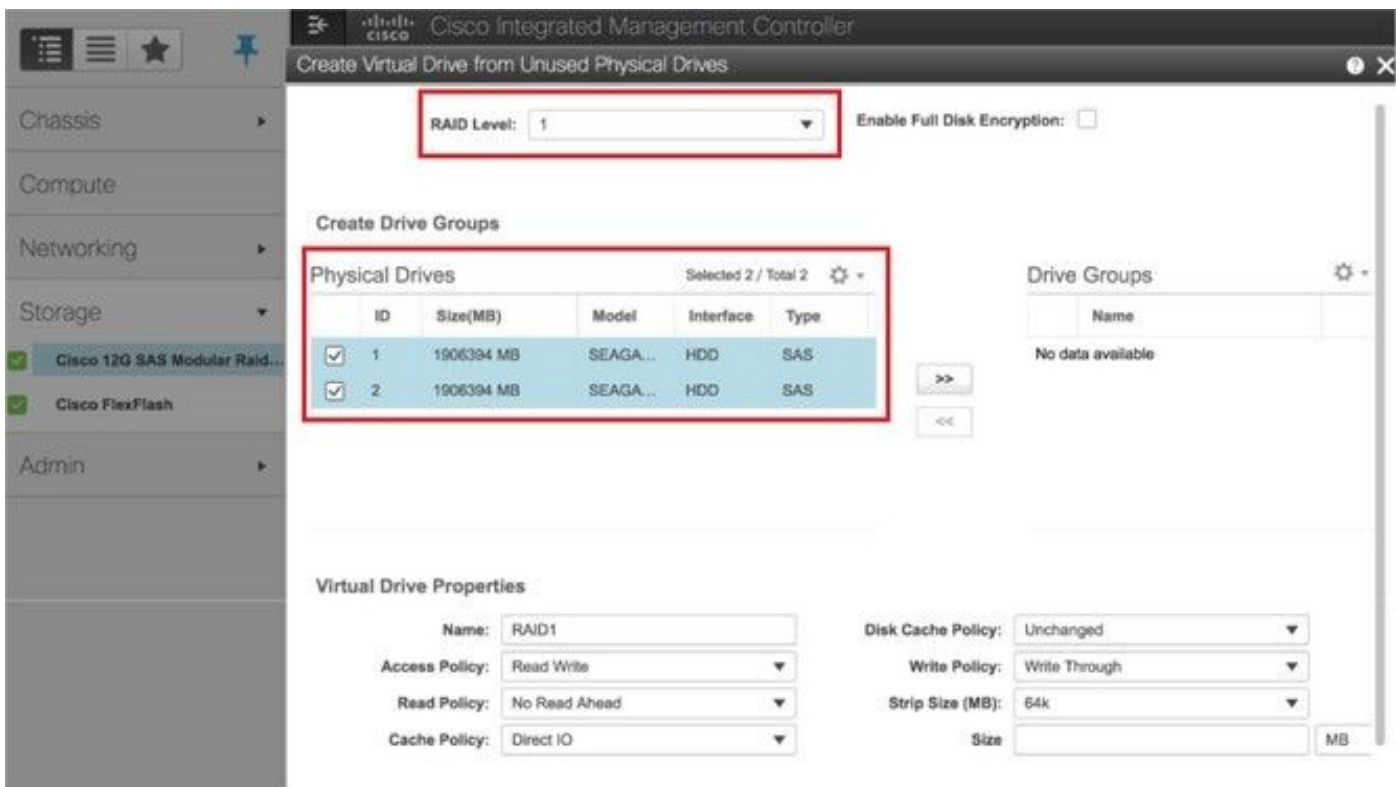 cisco Cisco Integrated Management Controller
Create Virtual Drive from Unused Physical Drives
Chassis
Compute
Networking
Storage
Cisco 12G SAS Modular Raid...
Cisco FlexFlash
Admin
RAID Level: 1
Enable Full Disk Encryption:
Create Drive Groups
Physical Drives Selected 2 / Total 2
ID Size(MB) Model Interface Type
1 1906394 MB SEAGA... HDD SAS
2 1906394 MB SEAGA... HDD SAS
>>
<<
Drive Groups
Name
No data available
Virtual Drive Properties
Name: RAID1
Access Policy: Read Write
Read Policy: No Read Ahead
Cache Policy: Direct IO
Disk Cache Policy: Unchanged
Write Policy: Write Through
Strip Size (MB): 64k
Size MB